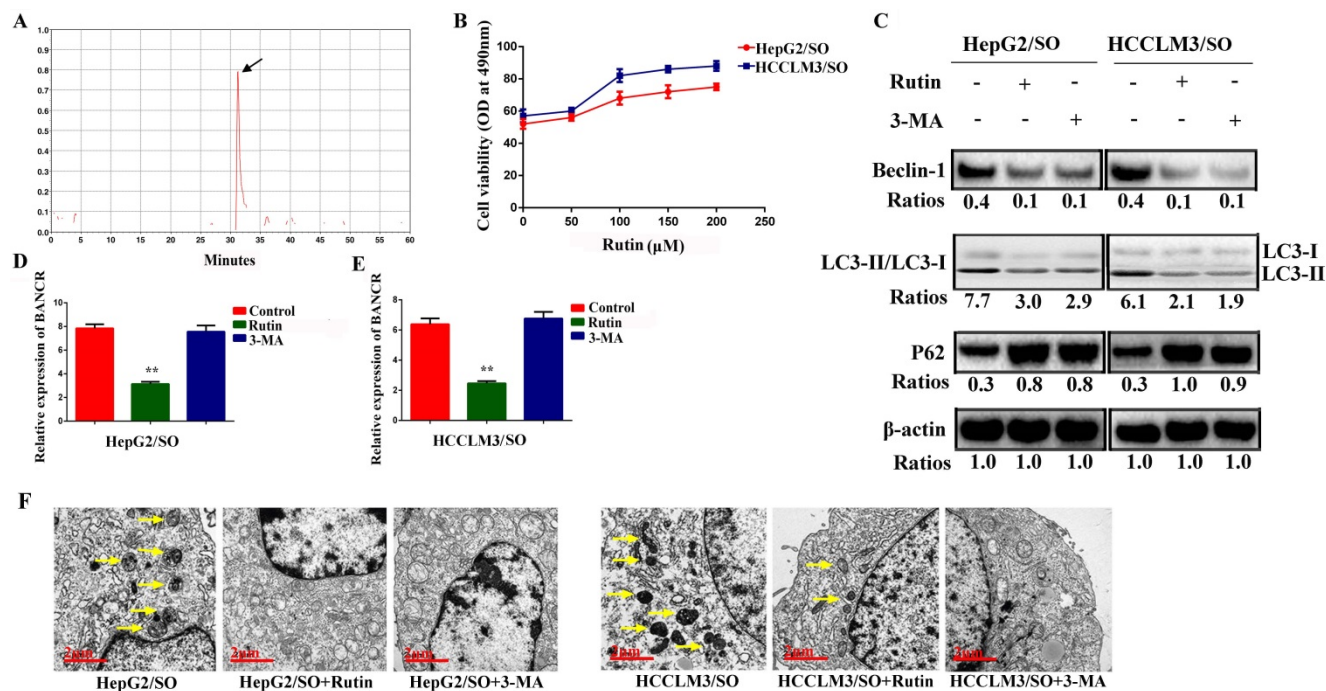 A
1.0
0.9
0.8
0.7
0.6
0.5
0.4
0.3
0.2
0.1
0.0
0 5 10 15 20 25 30 35 40 45 50 55 60
Minutes
B
Cell viability (OD at 490nm)
100
80
60
40
20
0
0 50 100 150 200 250
Rutin (μM)
HepG2/SO
HCCLM3/SO
C
HepG2/SO HCCLM3/SO
Rutin - + - - + -
3-MA - - + - - +
Beclin-1
Ratios 0.4 0.1 0.1 0.4 0.1 0.1
LC3-II/LC3-I
LC3-I
LC3-II
Ratios 7.7 3.0 2.9 6.1 2.1 1.9
P62
Ratios 0.3 0.8 0.8 0.3 1.0 0.9
β-actin
Ratios 1.0 1.0 1.0 1.0 1.0 1.0
D
Relative expression of BANCR
10
8
6
4
2
0
**
Control
Rutin
3-MA
HepG2/SO
E
Relative expression of BANCR
8
6
4
2
0
**
Control
Rutin
3-MA
HCCLM3/SO
F
2μm 2μm 2μm 2μm 2μm 2μm
HepG2/SO HepG2/SO+Rutin HepG2/SO+3-MA HCCLM3/SO HCCLM3/SO+Rutin HCCLM3/SO+3-MA